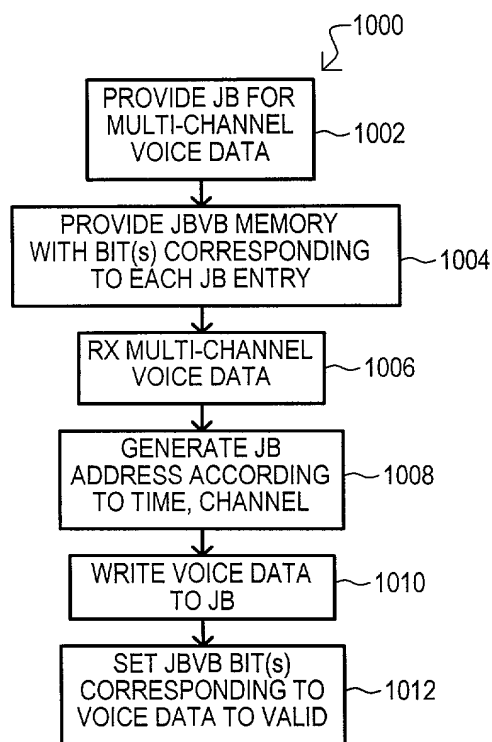 1000
PROVIDE JB FOR
MULTI-CHANNEL
VOICE DATA
1002
PROVIDE JBVB MEMORY
WITH BIT(s) CORRESPONDING
TO EACH JB ENTRY
1004
RX MULTI-CHANNEL
VOICE DATA
1006
GENERATE JB
ADDRESS ACCORDING
TO TIME, CHANNEL
1008
WRITE VOICE DATA
TO JB
1010
SET JBVB BIT(s)
CORRESPONDING TO
VOICE DATA TO VALID
1012